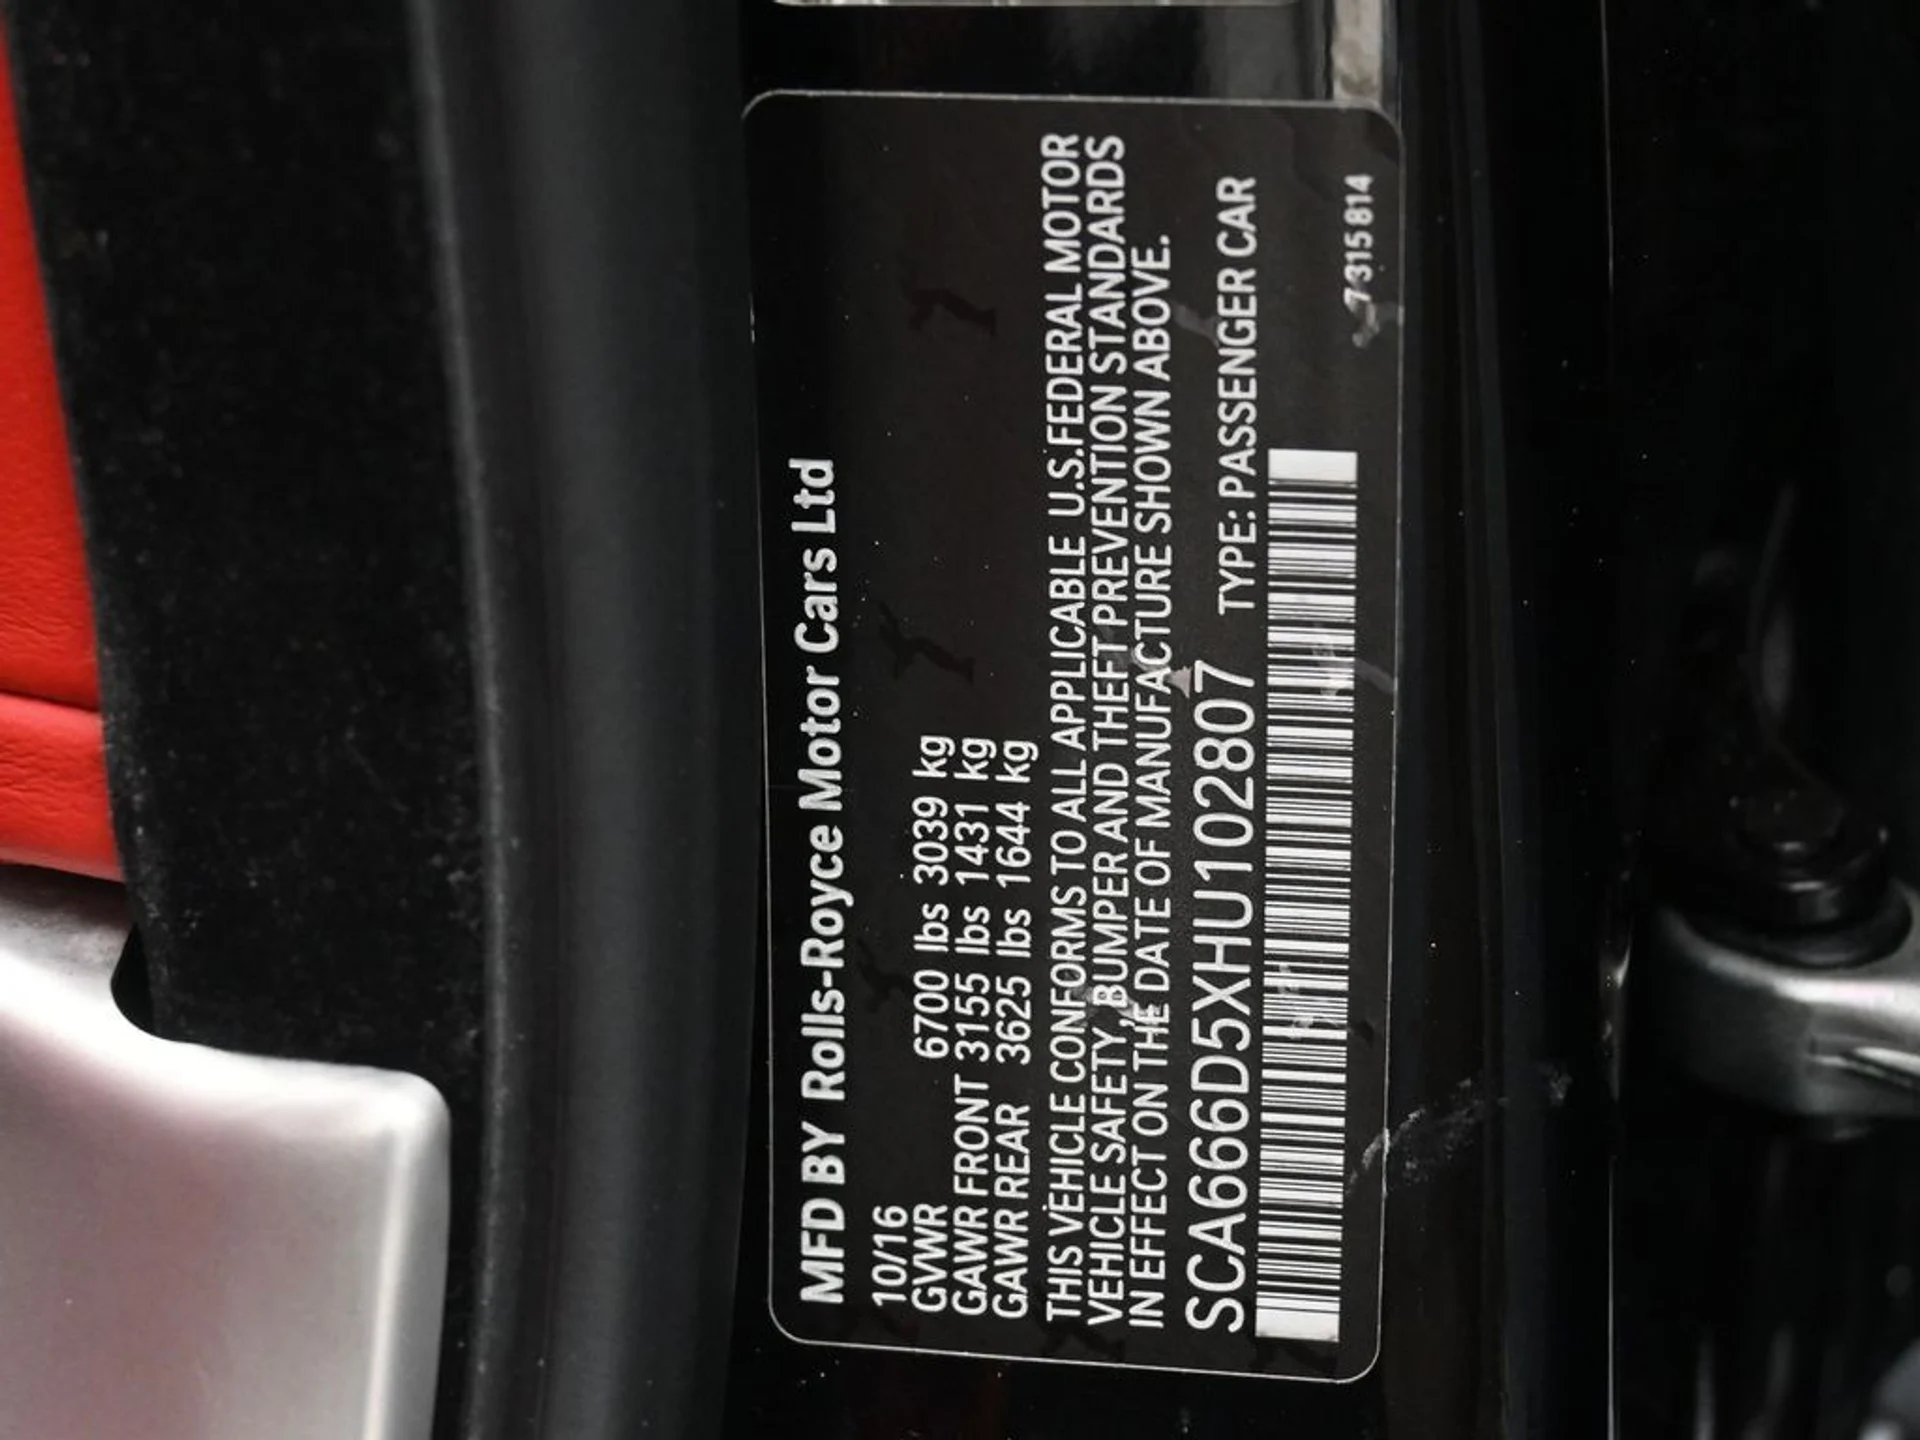 MFD BY Rolls-Royce Motor Cars Ltd
10/16
GVWR 6700 lbs 3039 kg
GAWR FRONT 3155 lbs 1431 kg
GAWR REAR 3625 lbs 1644 kg
THIS VEHICLE CONFORMS TO ALL APPLICABLE U.S.FEDERAL MOTOR
VEHICLE SAFETY, BUMPER AND THEFT PREVENTION STANDARDS
IN EFFECT ON THE DATE OF MANUFACTURE SHOWN ABOVE.
SCA666D5XHU102807 TYPE: PASSENGER CAR
7315814